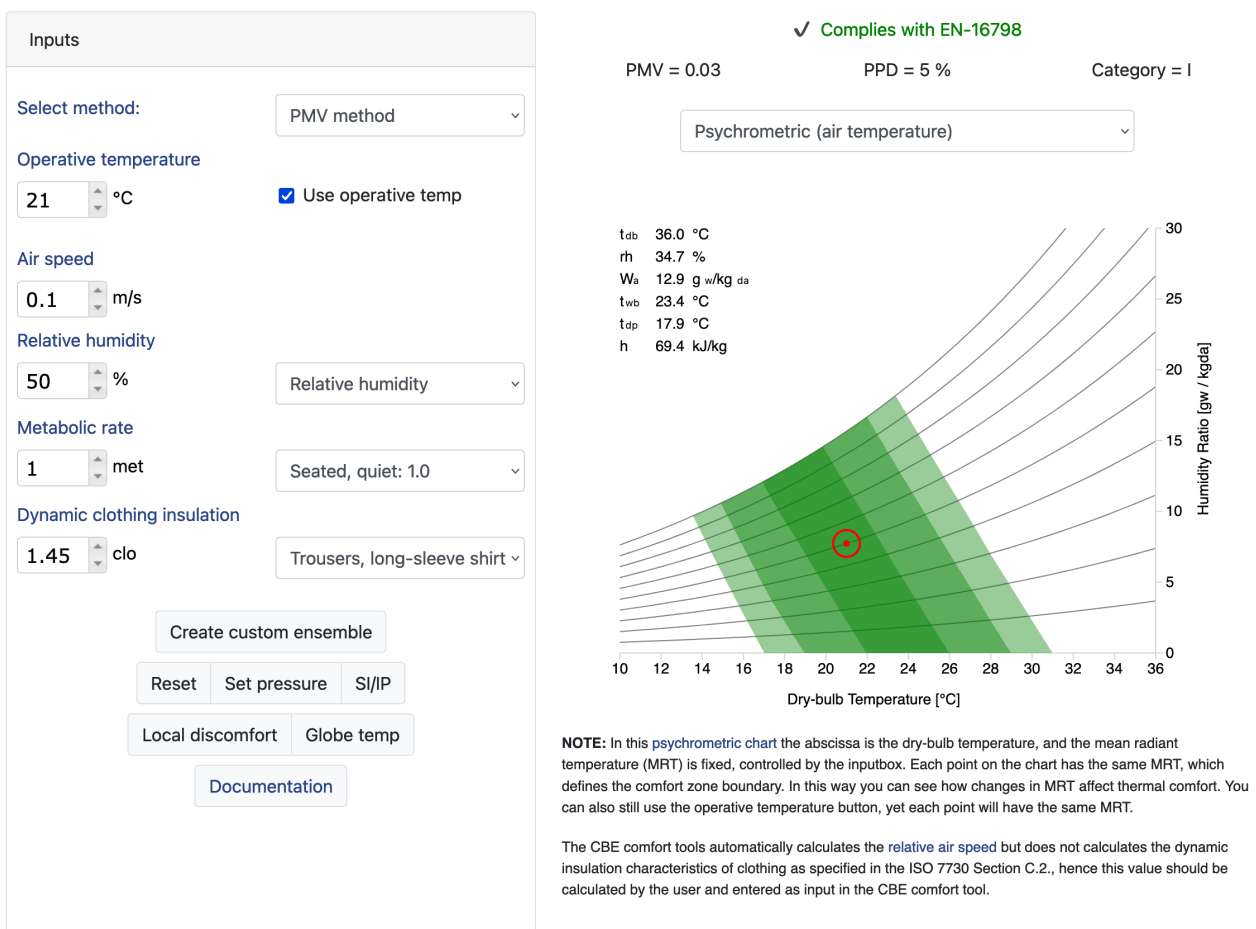 Inputs
Select method:
PMV method
Operative temperature
21 °C
Use operative temp
Air speed
0.1 m/s
Relative humidity
50 %
Relative humidity
Metabolic rate
1 met
Seated, quiet: 1.0
Dynamic clothing insulation
1.45 clo
Trousers, long-sleeve shirt
Create custom ensemble
Reset Set pressure SI/IP
Local discomfort Globe temp
Documentation
✓ Complies with EN-16798
PMV = 0.03 PPD = 5 % Category = I
Psychrometric (air temperature)
tdb 36.0 °C
rh 34.7 %
Wa 12.9 g w/kg da
twb 23.4 °C
tdp 17.9 °C
h 69.4 kJ/kg
30
25
20
15
10
5
0
Humidity Ratio [gw / kgda]
10 12 14 16 18 20 22 24 26 28 30 32 34 36
Dry-bulb Temperature [°C]
NOTE: In this psychrometric chart the abscissa is the dry-bulb temperature, and the mean radiant
temperature (MRT) is fixed, controlled by the inputbox. Each point on the chart has the same MRT, which
defines the comfort zone boundary. In this way you can see how changes in MRT affect thermal comfort. You
can also still use the operative temperature button, yet each point will have the same MRT.
The CBE comfort tools automatically calculates the relative air speed but does not calculates the dynamic
insulation characteristics of clothing as specified in the ISO 7730 Section C.2., hence this value should be
calculated by the user and entered as input in the CBE comfort tool.